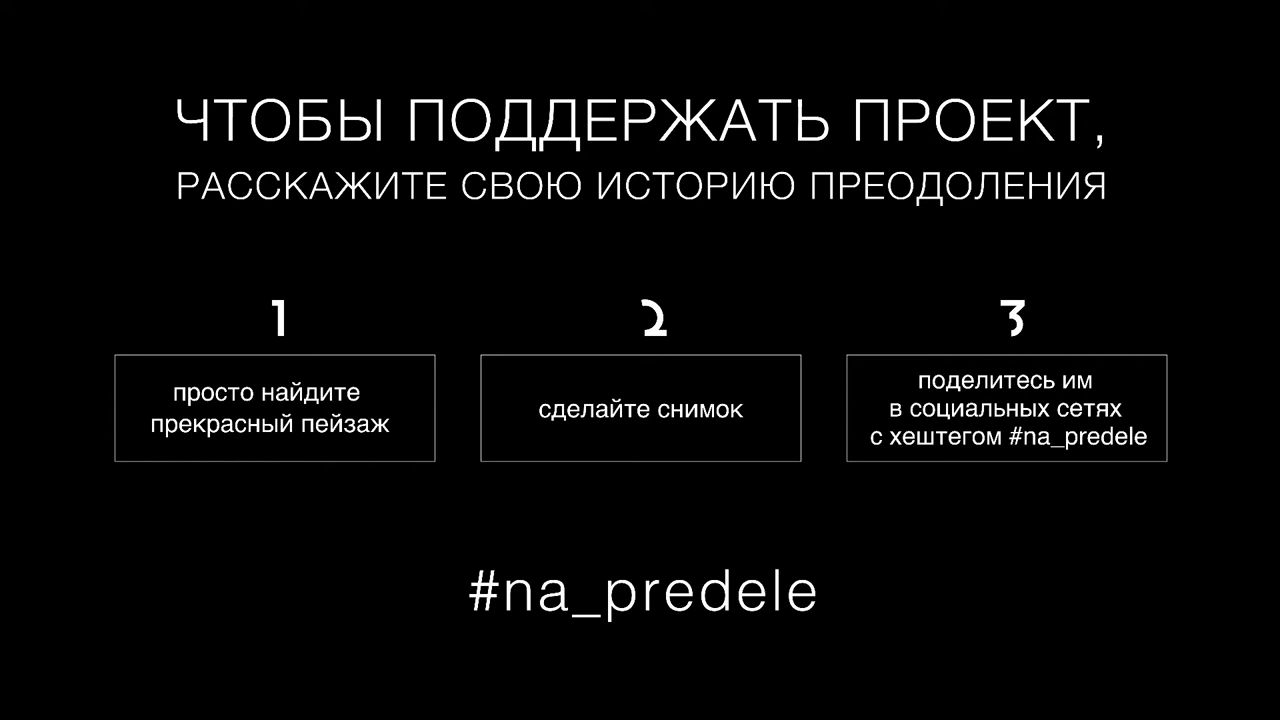 ЧТОБЫ ПОДДЕРЖАТЬ ПРОЕКТ,
РАССКАЖИТЕ СВОЮ ИСТОРИЮ ПРЕОДОЛЕНИЯ
1
просто найдите
прекрасный пейзаж
2
сделайте снимок
3
поделитесь им
в социальных сетях
с хештегом #na_predele
#na_predele